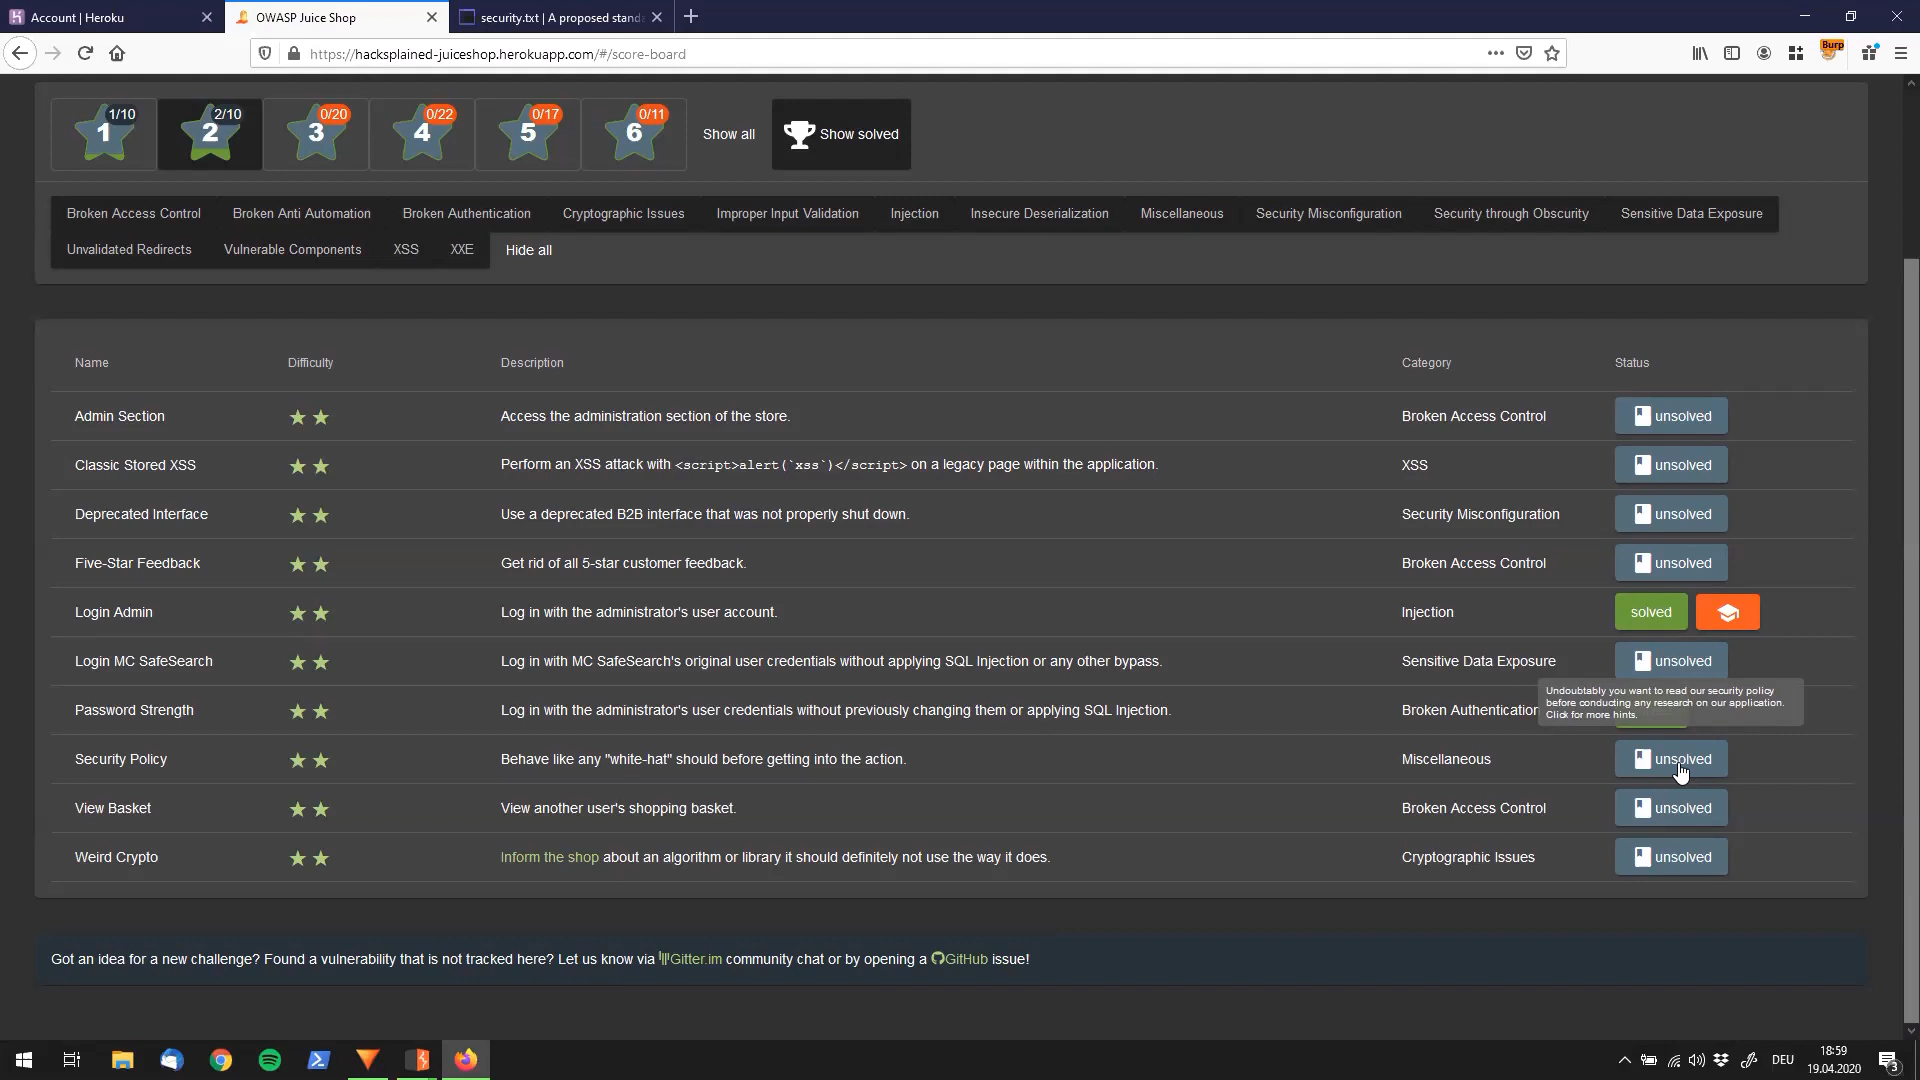 Account | Heroku
OWASP Juice Shop
security.txt | A proposed standa
https://hacksplained-juiceshop.herokuapp.com/#/score-board
Burp
1 1/10
2 2/10
3 0/20
4 0/22
5 0/17
6 0/11
Show all
Show solved
Broken Access Control Broken Anti Automation Broken Authentication Cryptographic Issues Improper Input Validation Injection Insecure Deserialization Miscellaneous Security Misconfiguration Security through Obscurity Sensitive Data Exposure
Unvalidated Redirects Vulnerable Components XSS XXE Hide all
Name Difficulty Description Category Status
Admin Section Access the administration section of the store. Broken Access Control unsolved
Classic Stored XSS Perform an XSS attack with <script>alert(`xss`)</script> on a legacy page within the application. XSS unsolved
Deprecated Interface Use a deprecated B2B interface that was not properly shut down. Security Misconfiguration unsolved
Five-Star Feedback Get rid of all 5-star customer feedback. Broken Access Control unsolved
Login Admin Log in with the administrator's user account. Injection solved
Login MC SafeSearch Log in with MC SafeSearch's original user credentials without applying SQL Injection or any other bypass. Sensitive Data Exposure unsolved
Undoubtably you want to read our security policy
before conducting any research on our application.
Click for more hints.
Password Strength Log in with the administrator's user credentials without previously changing them or applying SQL Injection. Broken Authentication
Security Policy Behave like any "white-hat" should before getting into the action. Miscellaneous unsolved
View Basket View another user's shopping basket. Broken Access Control unsolved
Weird Crypto Inform the shop about an algorithm or library it should definitely not use the way it does. Cryptographic Issues unsolved
Got an idea for a new challenge? Found a vulnerability that is not tracked here? Let us know via Gitter.im community chat or by opening a GitHub issue!
DEU
18:59
19.04.2020
3